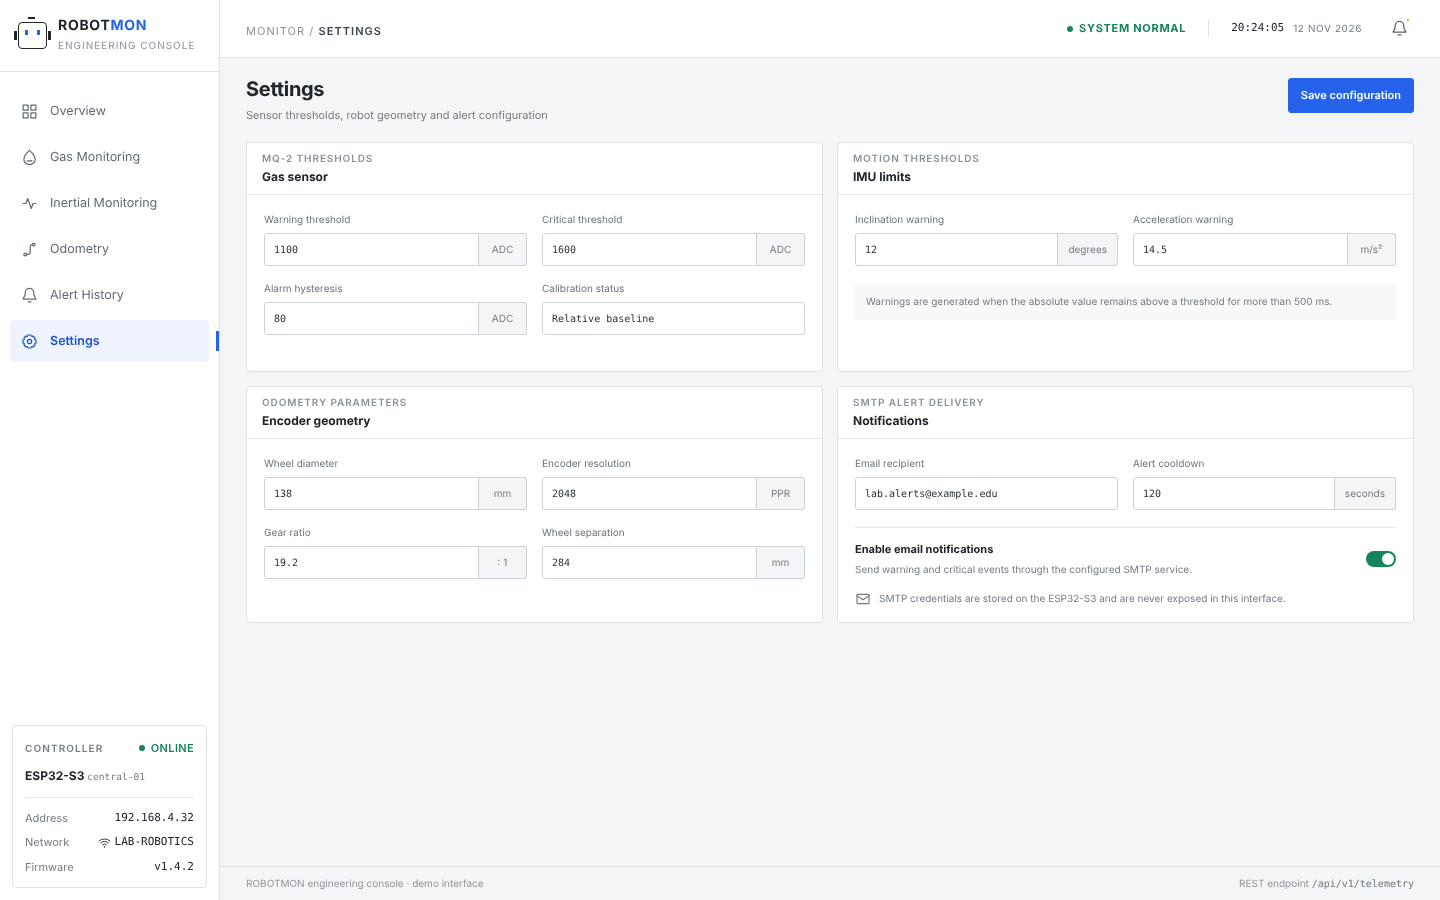 ROBOTMON
ENGINEERING CONSOLE
Overview
Gas Monitoring
Inertial Monitoring
Odometry
Alert History
Settings
CONTROLLER
ONLINE
ESP32-S3 central-01
Address 192.168.4.32
Network LAB-ROBOTICS
Firmware v1.4.2
MONITOR / SETTINGS
SYSTEM NORMAL
20:24:05 12 NOV 2026
Settings
Sensor thresholds, robot geometry and alert configuration
Save configuration
MQ-2 THRESHOLDS
Gas sensor
Warning threshold
1100 ADC
Critical threshold
1600 ADC
Alarm hysteresis
80 ADC
Calibration status
Relative baseline
MOTION THRESHOLDS
IMU limits
Inclination warning
12 degrees
Acceleration warning
14.5 m/s²
Warnings are generated when the absolute value remains above a threshold for more than 500 ms.
ODOMETRY PARAMETERS
Encoder geometry
Wheel diameter
138 mm
Encoder resolution
2048 PPR
Gear ratio
19.2 : 1
Wheel separation
284 mm
SMTP ALERT DELIVERY
Notifications
Email recipient
lab.alerts@example.edu
Alert cooldown
120 seconds
Enable email notifications
Send warning and critical events through the configured SMTP service.
SMTP credentials are stored on the ESP32-S3 and are never exposed in this interface.
ROBOTMON engineering console · demo interface
REST endpoint /api/v1/telemetry